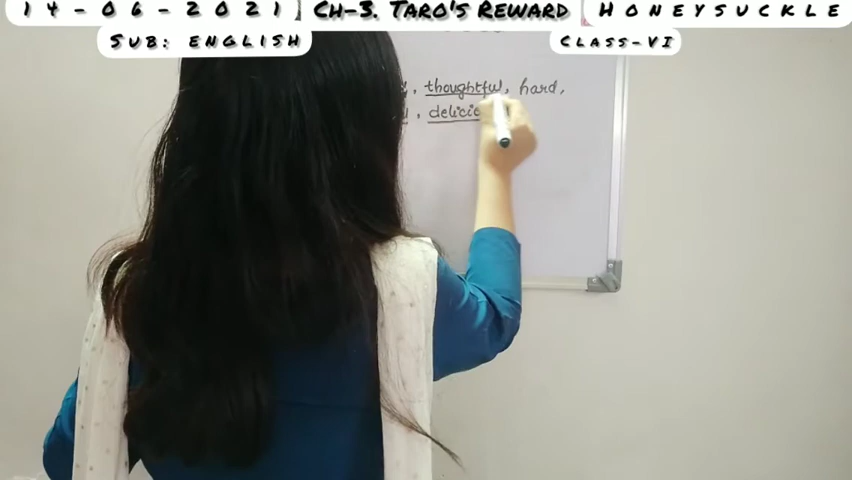 14-06-2021 | CH-3. TARO'S REWARD | HONEYSUCKLE
SUB: ENGLISH CLASS-VI
, thoughtful, hard,
, delicio